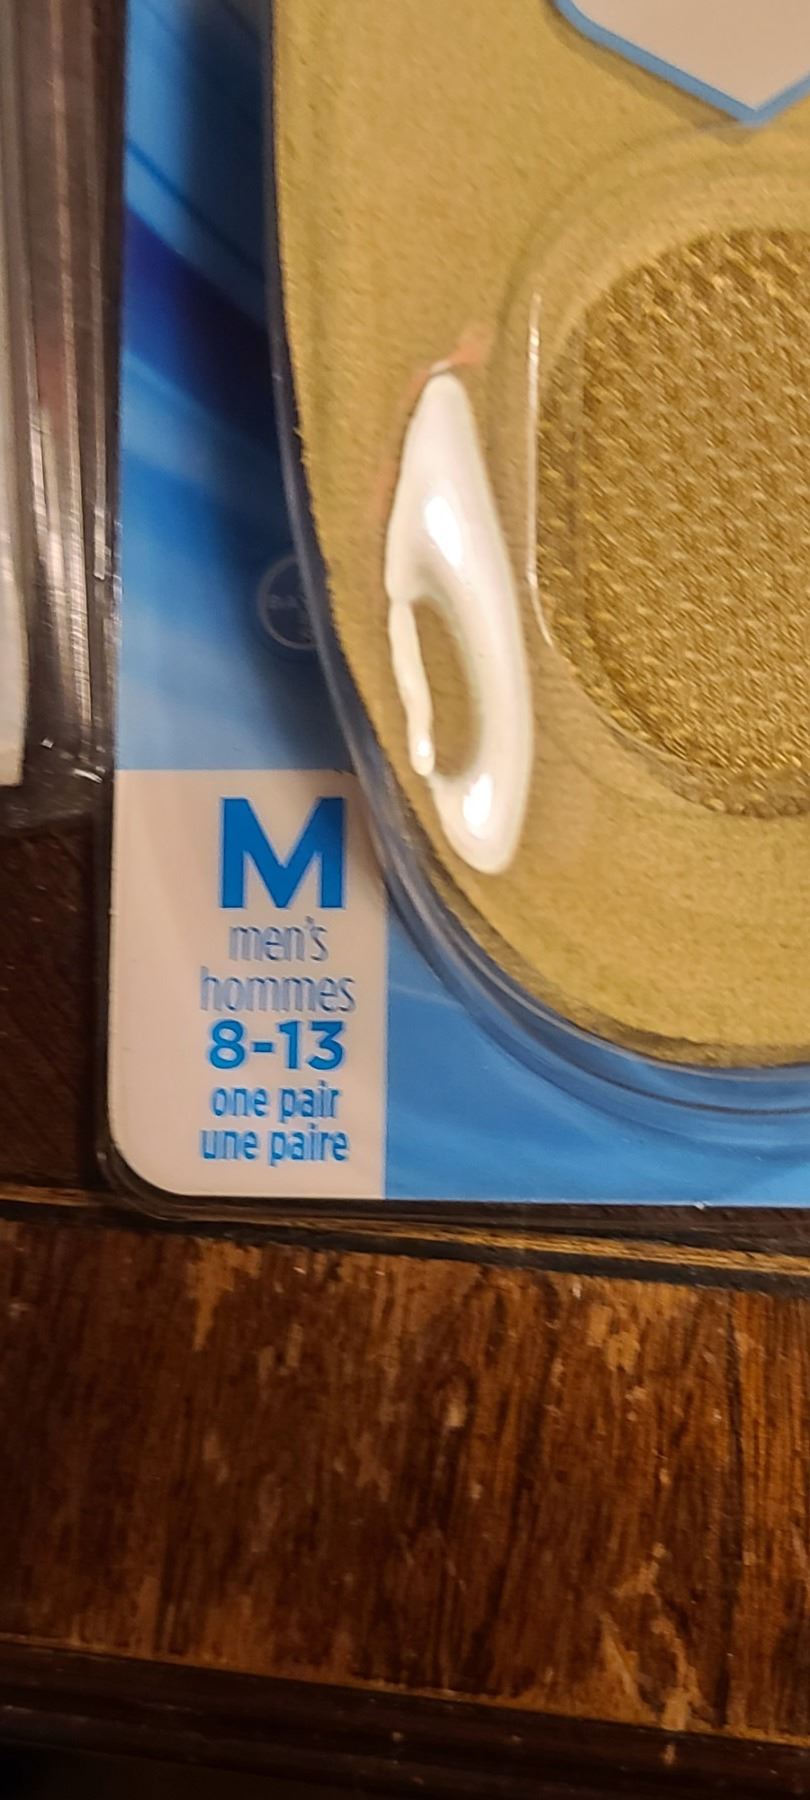 M
men's
hommes
8-13
one pair
une paire